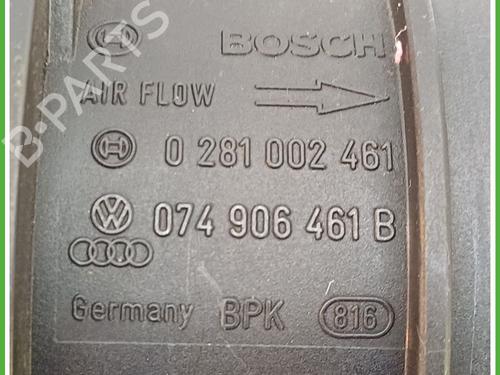 BOSCH
AIR FLOW
0 281 002 461
074 906 461 B
Germany BPK 816
B-PARTS